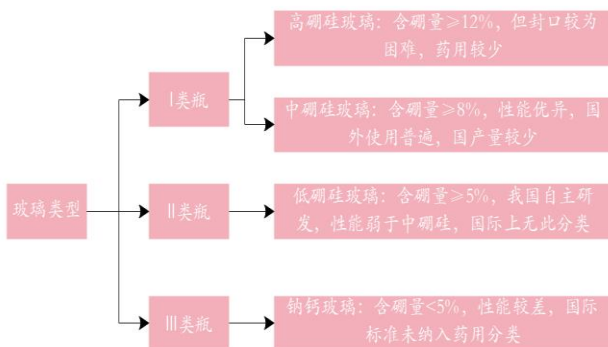 高硼硅玻璃：含硼量≥12%，但封口较为
困难，药用较少
I类瓶
中硼硅玻璃：含硼量≥8%，性能优异，国
外使用普遍，国产量较少
玻璃类型
II类瓶
低硼硅玻璃：含硼量≥5%，我国自主研
发，性能弱于中硼硅，国际上无此分类
III类瓶
钠钙玻璃：含硼量<5%，性能较差，国际
标准未纳入药用分类